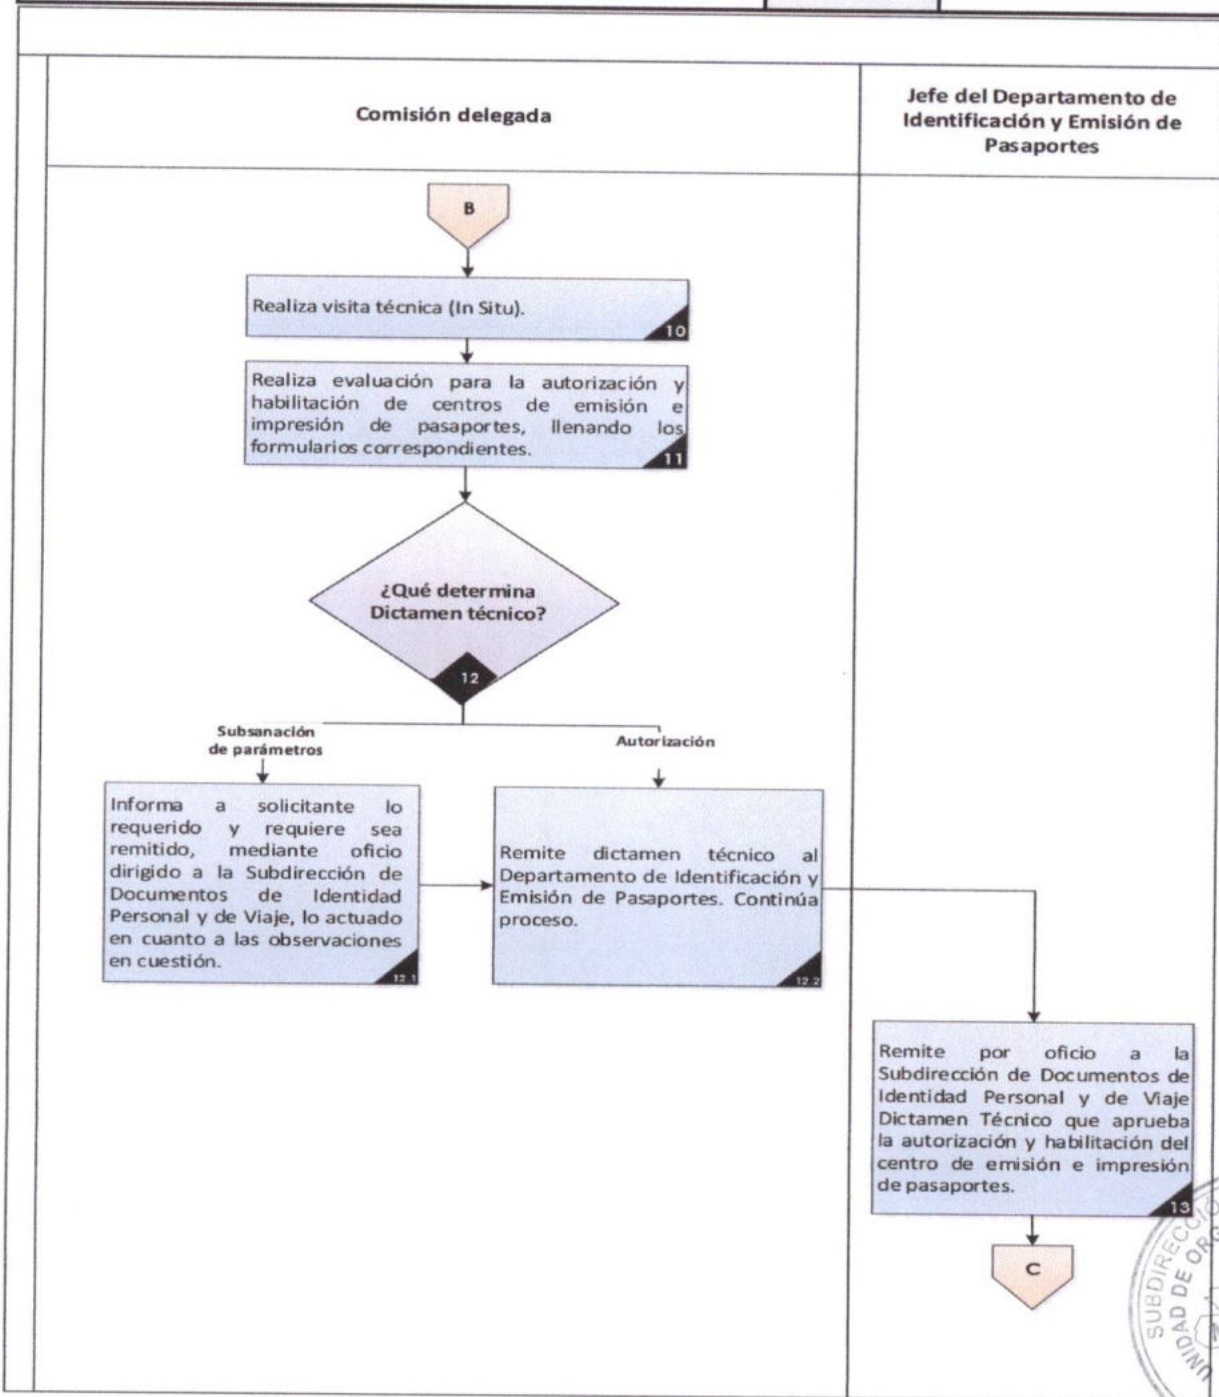 Comisión delegada
Jefe del Departamento de
Identificación y Emisión de
Pasaportes
B
Realiza visita técnica (In Situ).
10
Realiza evaluación para la autorización y
habilitación de centros de emisión e
impresión de pasaportes, llenando los
formularios correspondientes.
11
¿Qué determina
Dictamen técnico?
12
Subsanación
de parámetros
Autorización
Informa a solicitante lo
requerido y requiere sea
remitido, mediante oficio
dirigido a la Subdirección de
Documentos de Identidad
Personal y de Viaje, lo actuado
en cuanto a las observaciones
en cuestión.
12.1
Remite dictamen técnico al
Departamento de Identificación y
Emisión de Pasaportes. Continúa
proceso.
12.2
Remite por oficio a la
Subdirección de Documentos de
Identidad Personal y de Viaje
Dictamen Técnico que aprueba
la autorización y habilitación del
centro de emisión e impresión
de pasaportes.
13
C
UNIDAD DE